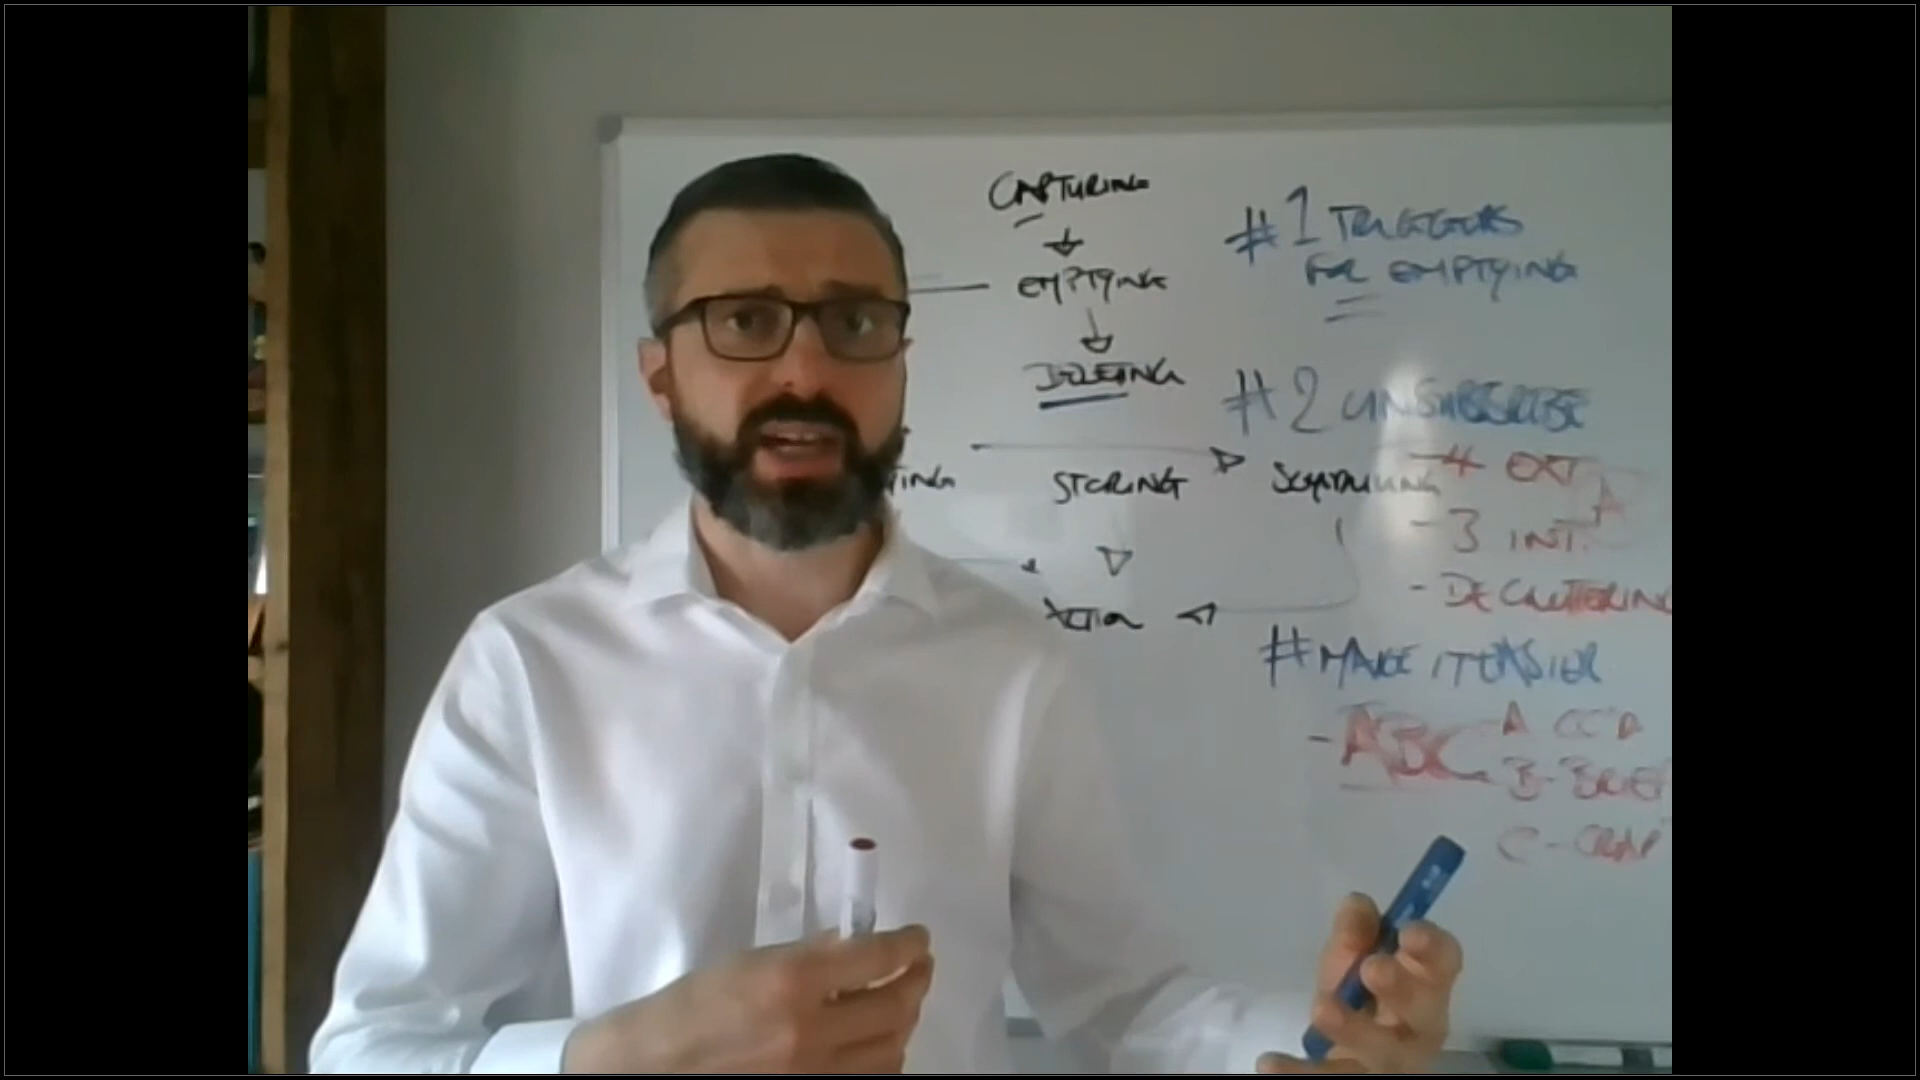 CAPTURING
EMPTYING
DELETING
STORING
SCHEDULING
ACTION
#1 TRIGGERS
FOR EMPTYING
#2 UNSUBSCRIBE
-4 EXT
A
-3 INT.
-DECLUTTERING
#MAKE IT EASIER
-ABC
A
B-BRIEF
C-CRAP